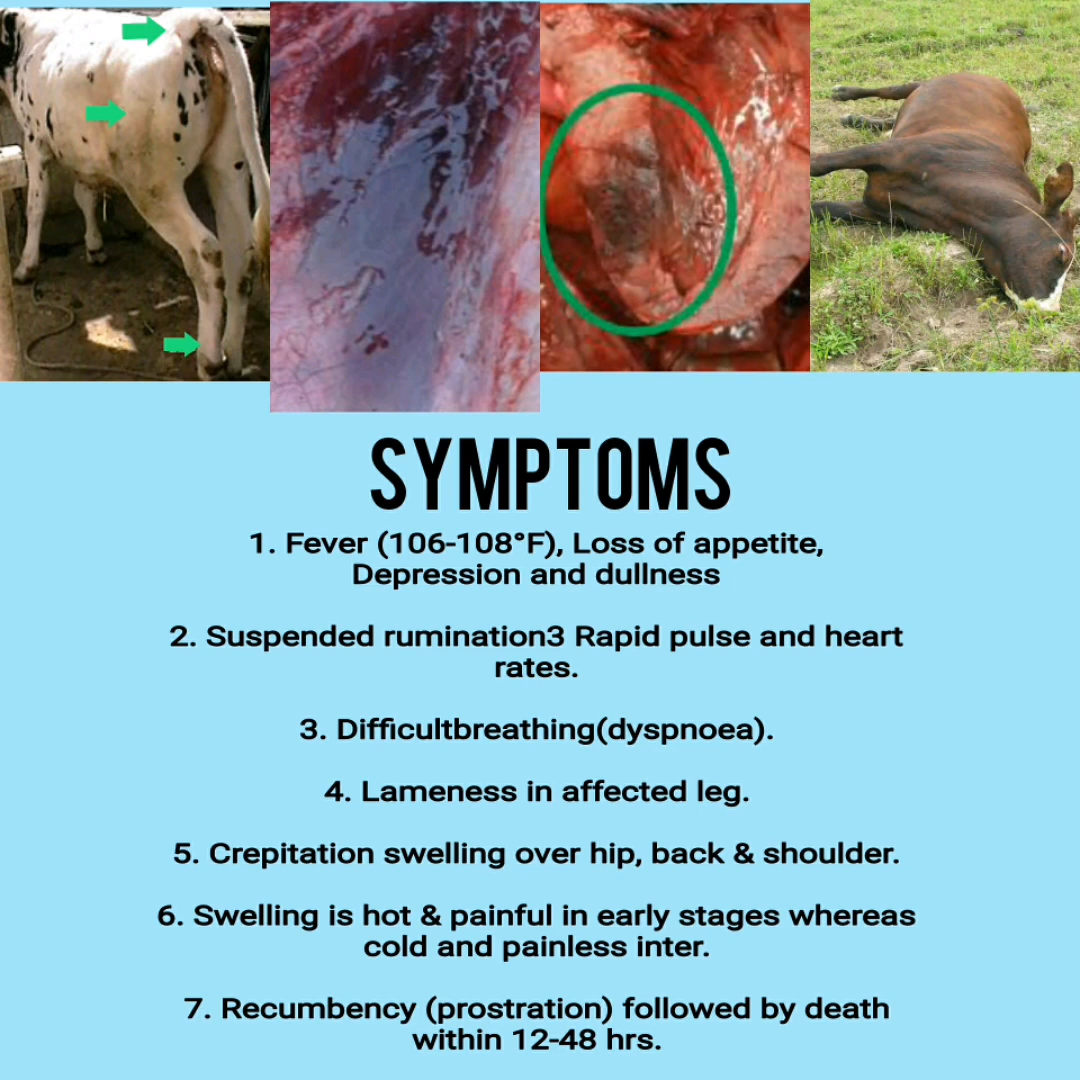 SYMPTOMS
1. Fever (106-108°F), Loss of appetite,
Depression and dullness
2. Suspended rumination3 Rapid pulse and heart
rates.
3. Difficultbreathing(dyspnoea).
4. Lameness in affected leg.
5. Crepitation swelling over hip, back & shoulder.
6. Swelling is hot & painful in early stages whereas
cold and painless inter.
7. Recumbency (prostration) followed by death
within 12-48 hrs.